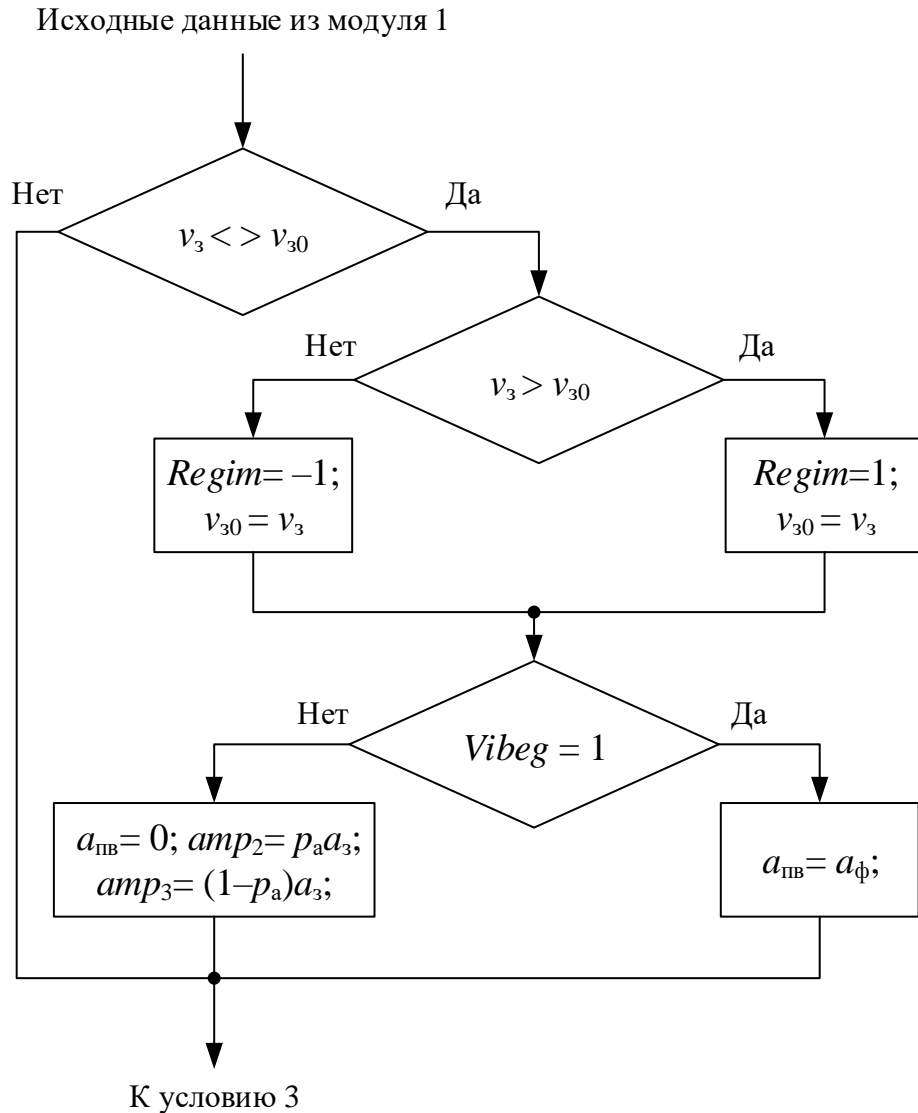 Исходные данные из модуля 1
Нет
Да
vз < > vз0
Нет
Да
vз > vз0
Regim= –1;
vз0 = vз
Regim=1;
vз0 = vз
Нет
Да
Vibeg = 1
aпв= 0; amp2= paaз;
amp3= (1–pa)aз;
aпв= aф;
К условию 3